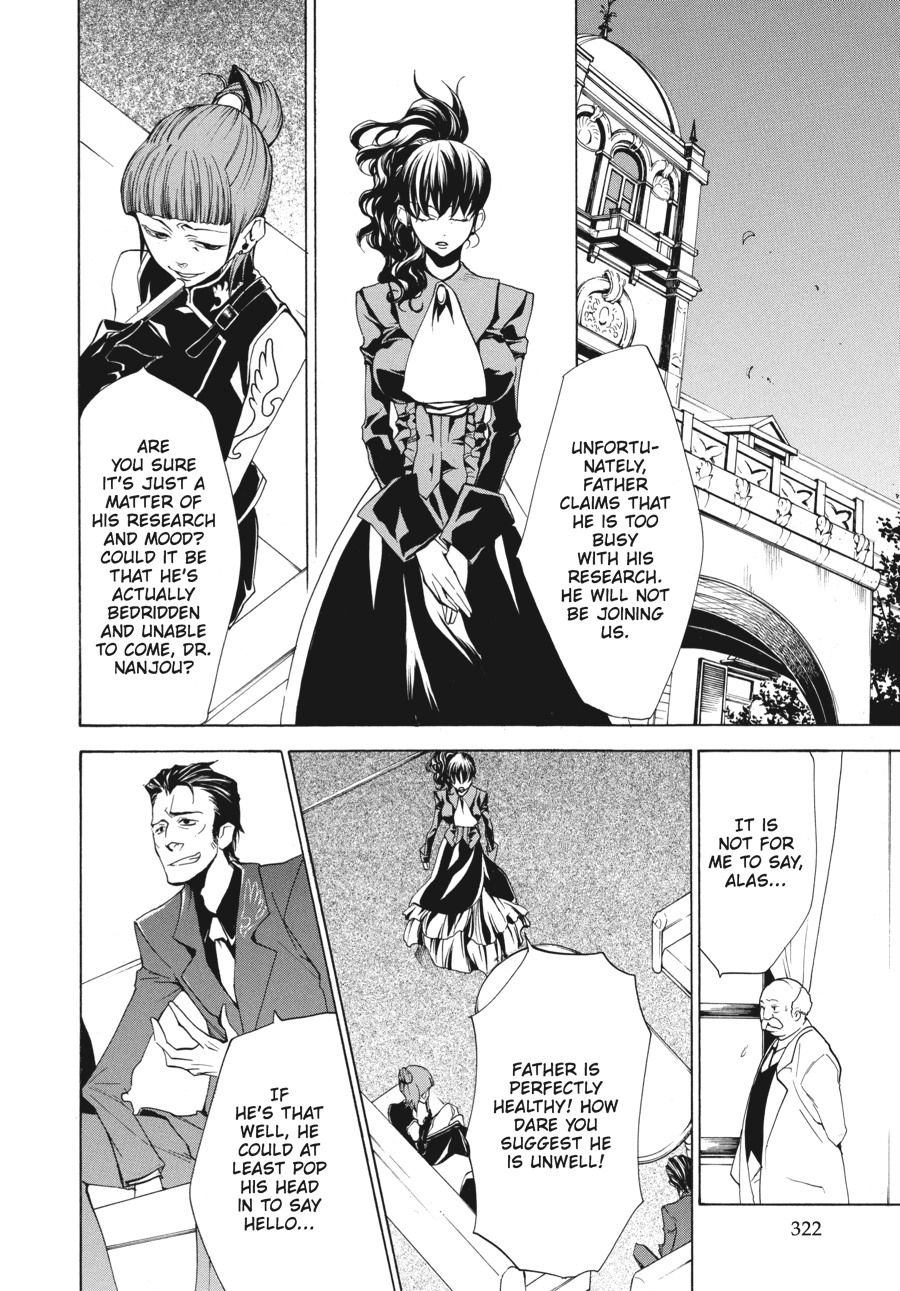 UNFORTU-
NATELY,
FATHER
CLAIMS THAT
HE IS TOO
BUSY
WITH HIS
RESEARCH.
HE WILL NOT
BE JOINING
US.
ARE
YOU SURE
IT'S JUST A
MATTER OF
HIS RESEARCH
AND MOOD?
COULD IT BE
THAT HE'S
ACTUALLY
BEDRIDDEN
AND UNABLE
TO COME, DR.
NANJOU?
IT IS
NOT FOR
ME TO SAY,
ALAS...
FATHER IS
PERFECTLY
HEALTHY! HOW
DARE YOU
SUGGEST HE
IS UNWELL!
IF
HE'S THAT
WELL, HE
COULD AT
LEAST POP
HIS HEAD
IN TO SAY
HELLO...
322